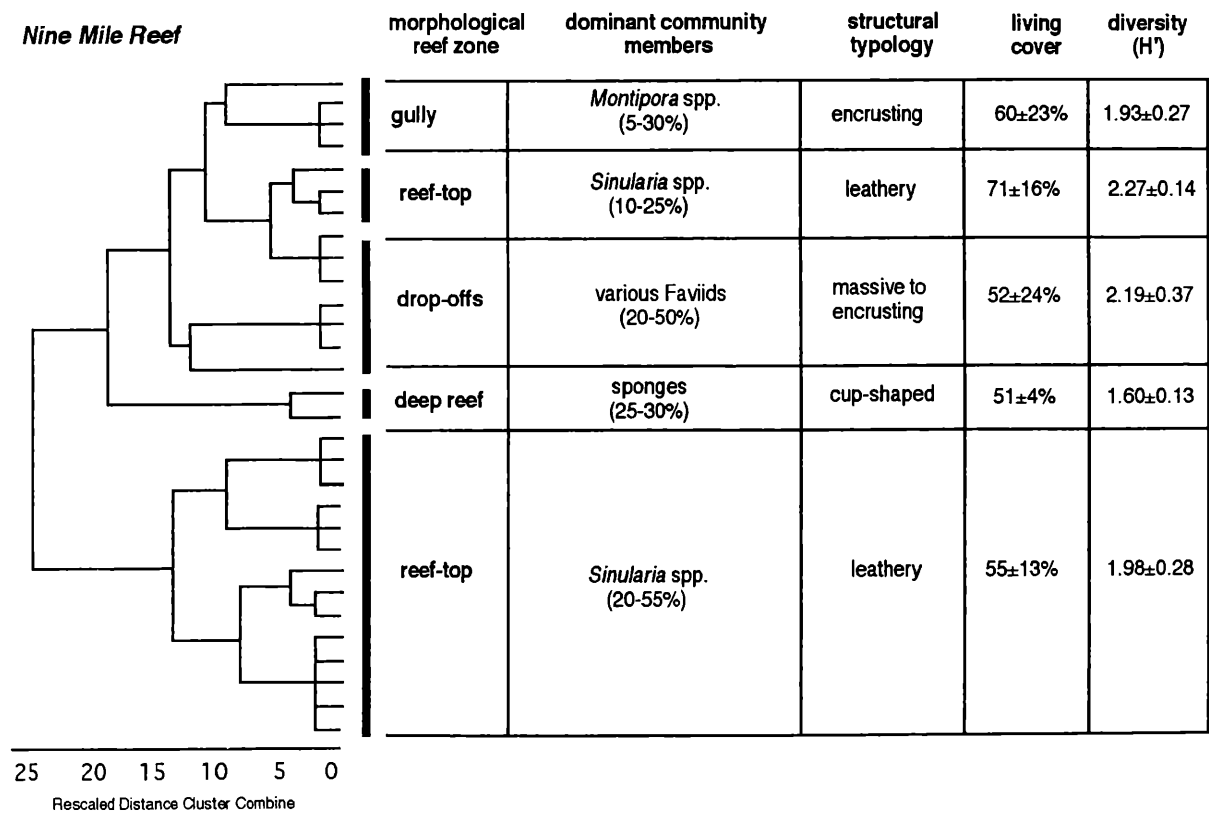 Nine Mile Reef
morphological reef zone
dominant community members
structural typology
living cover
diversity (H')
gully
Montipora spp.
(5-30%)
encrusting
60±23%
1.93±0.27
reef-top
Sinularia spp.
(10-25%)
leathery
71±16%
2.27±0.14
drop-offs
various Faviids
(20-50%)
massive to
encrusting
52±24%
2.19±0.37
deep reef
sponges
(25-30%)
cup-shaped
51±4%
1.60±0.13
reef-top
Sinularia spp.
(20-55%)
leathery
55±13%
1.98±0.28
25 20 15 10 5 0
Rescaled Distance Cluster Combine